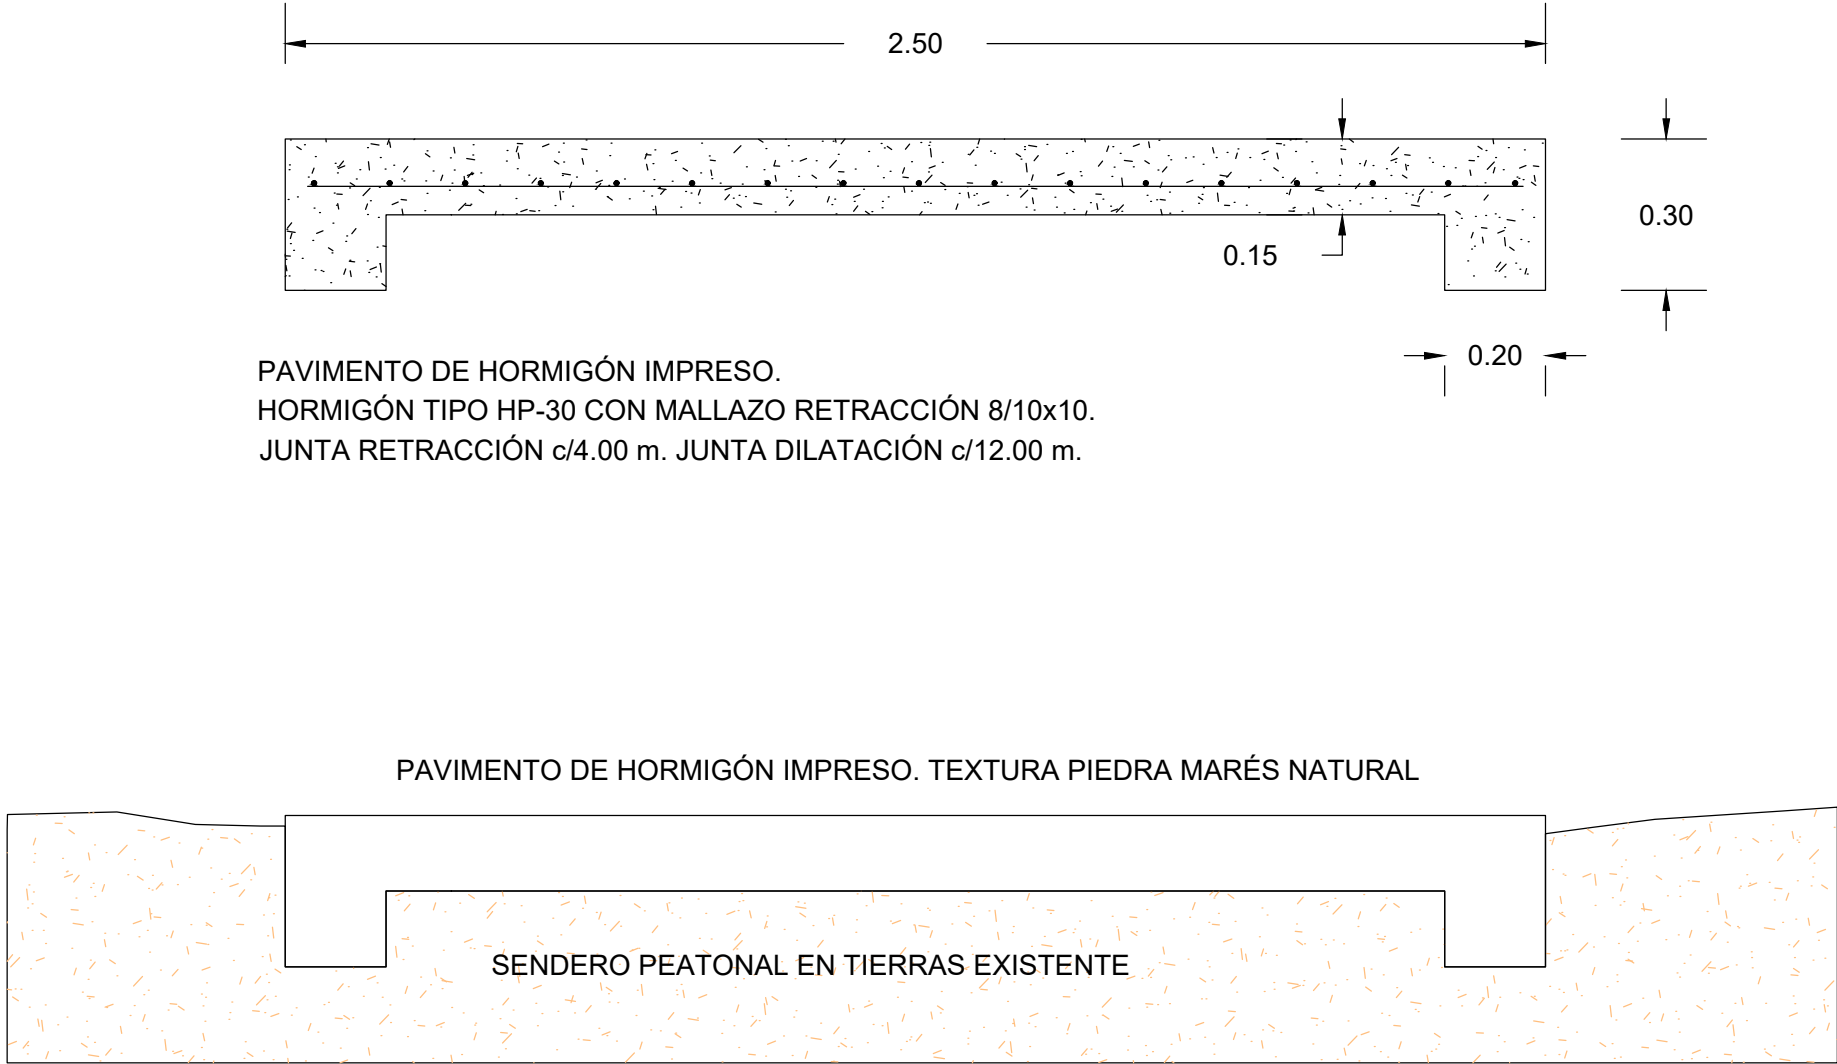 2.50
0.30
0.15
0.20
PAVIMENTO DE HORMIGÓN IMPRESO.
HORMIGÓN TIPO HP-30 CON MALLAZO RETRACCIÓN 8/10x10.
JUNTA RETRACCIÓN c/4.00 m. JUNTA DILATACIÓN c/12.00 m.
PAVIMENTO DE HORMIGÓN IMPRESO. TEXTURA PIEDRA MARÉS NATURAL
SENDERO PEATONAL EN TIERRAS EXISTENTE